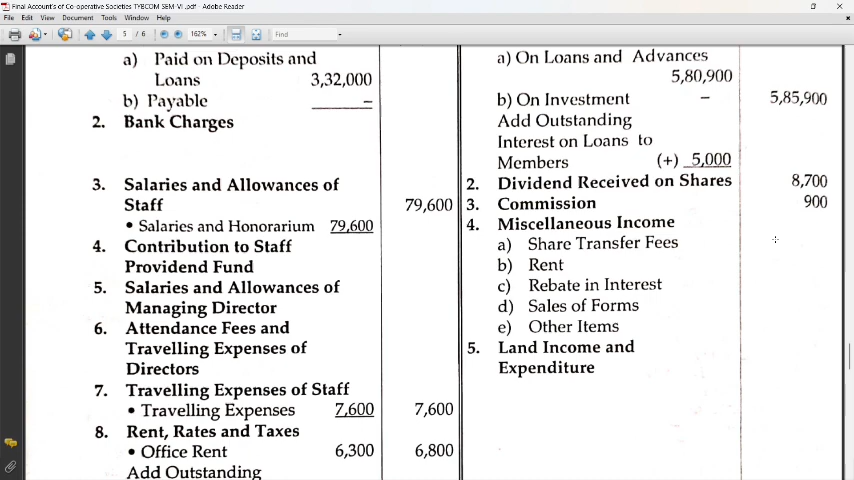 Final Account's of Co-operative Societies TYBCOM SEM-VI .pdf - Adobe Reader
File Edit View Document Tools Window Help
5 / 6 162% Find
a) Paid on Deposits and
Loans 3,32,000
b) Payable –
2. Bank Charges
3. Salaries and Allowances of
Staff 79,600
• Salaries and Honorarium 79,600
4. Contribution to Staff
Providend Fund
5. Salaries and Allowances of
Managing Director
6. Attendance Fees and
Travelling Expenses of
Directors
7. Travelling Expenses of Staff
• Travelling Expenses 7,600 7,600
8. Rent, Rates and Taxes
• Office Rent 6,300 6,800
Add Outstanding
a) On Loans and Advances
5,80,900
b) On Investment – 5,85,900
Add Outstanding
Interest on Loans to
Members (+) 5,000
2. Dividend Received on Shares 8,700
3. Commission 900
4. Miscellaneous Income
a) Share Transfer Fees
b) Rent
c) Rebate in Interest
d) Sales of Forms
e) Other Items
5. Land Income and
Expenditure